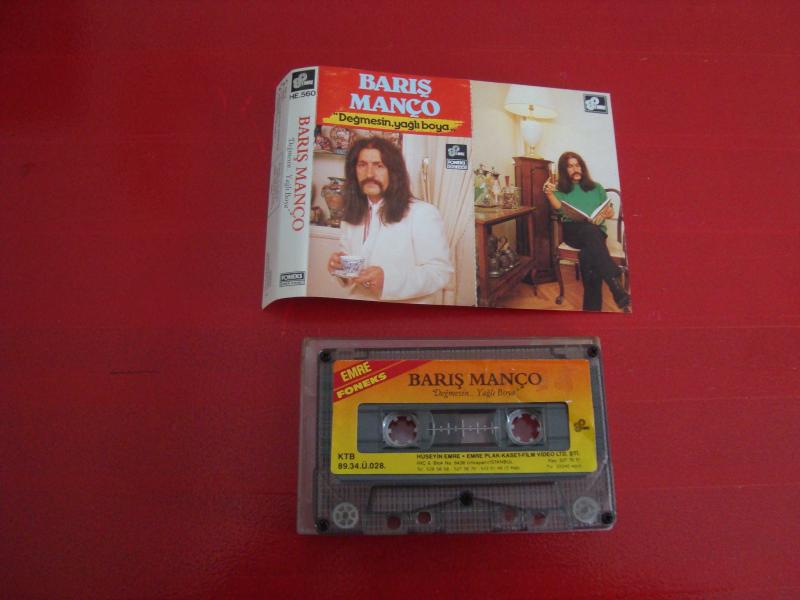 HE.560
BARIŞ MANÇO
"Değmesin... Yağlı Boya"
FONEKS
BARIŞ
MANÇO
"Değmesin, yağlı boya..."
FONEKS
EMRE
FONEKS
BARIŞ MANÇO
"Değmesin... Yağlı Boya"
KTB
89.34.Ü.028.
HÜSEYİN EMRE • EMRE PLAK-KASET-FİLM VİDEO LTD. ŞTİ.